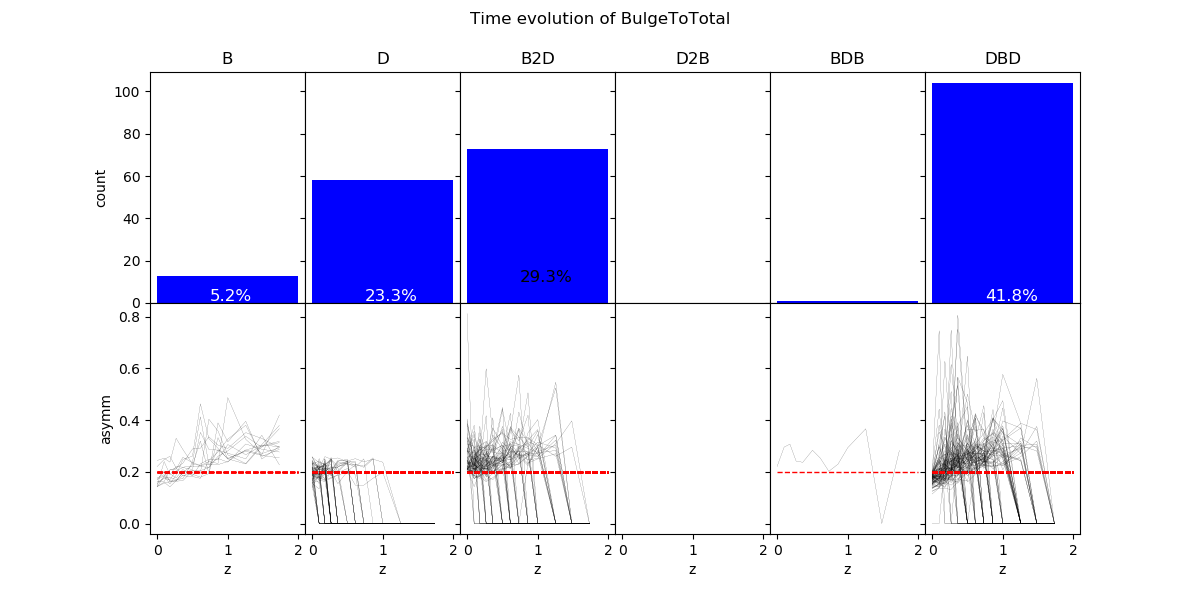 Time evolution of BulgeToTotal
B D B2D D2B BDB DBD
100
80
60
40
20
0
count
5.2% 23.3% 29.3% 41.8%
0.8
0.6
0.4
0.2
0.0
asymm
0 1 2 0 1 2 0 1 2 0 1 2 0 1 2 0 1 2
z z z z z z